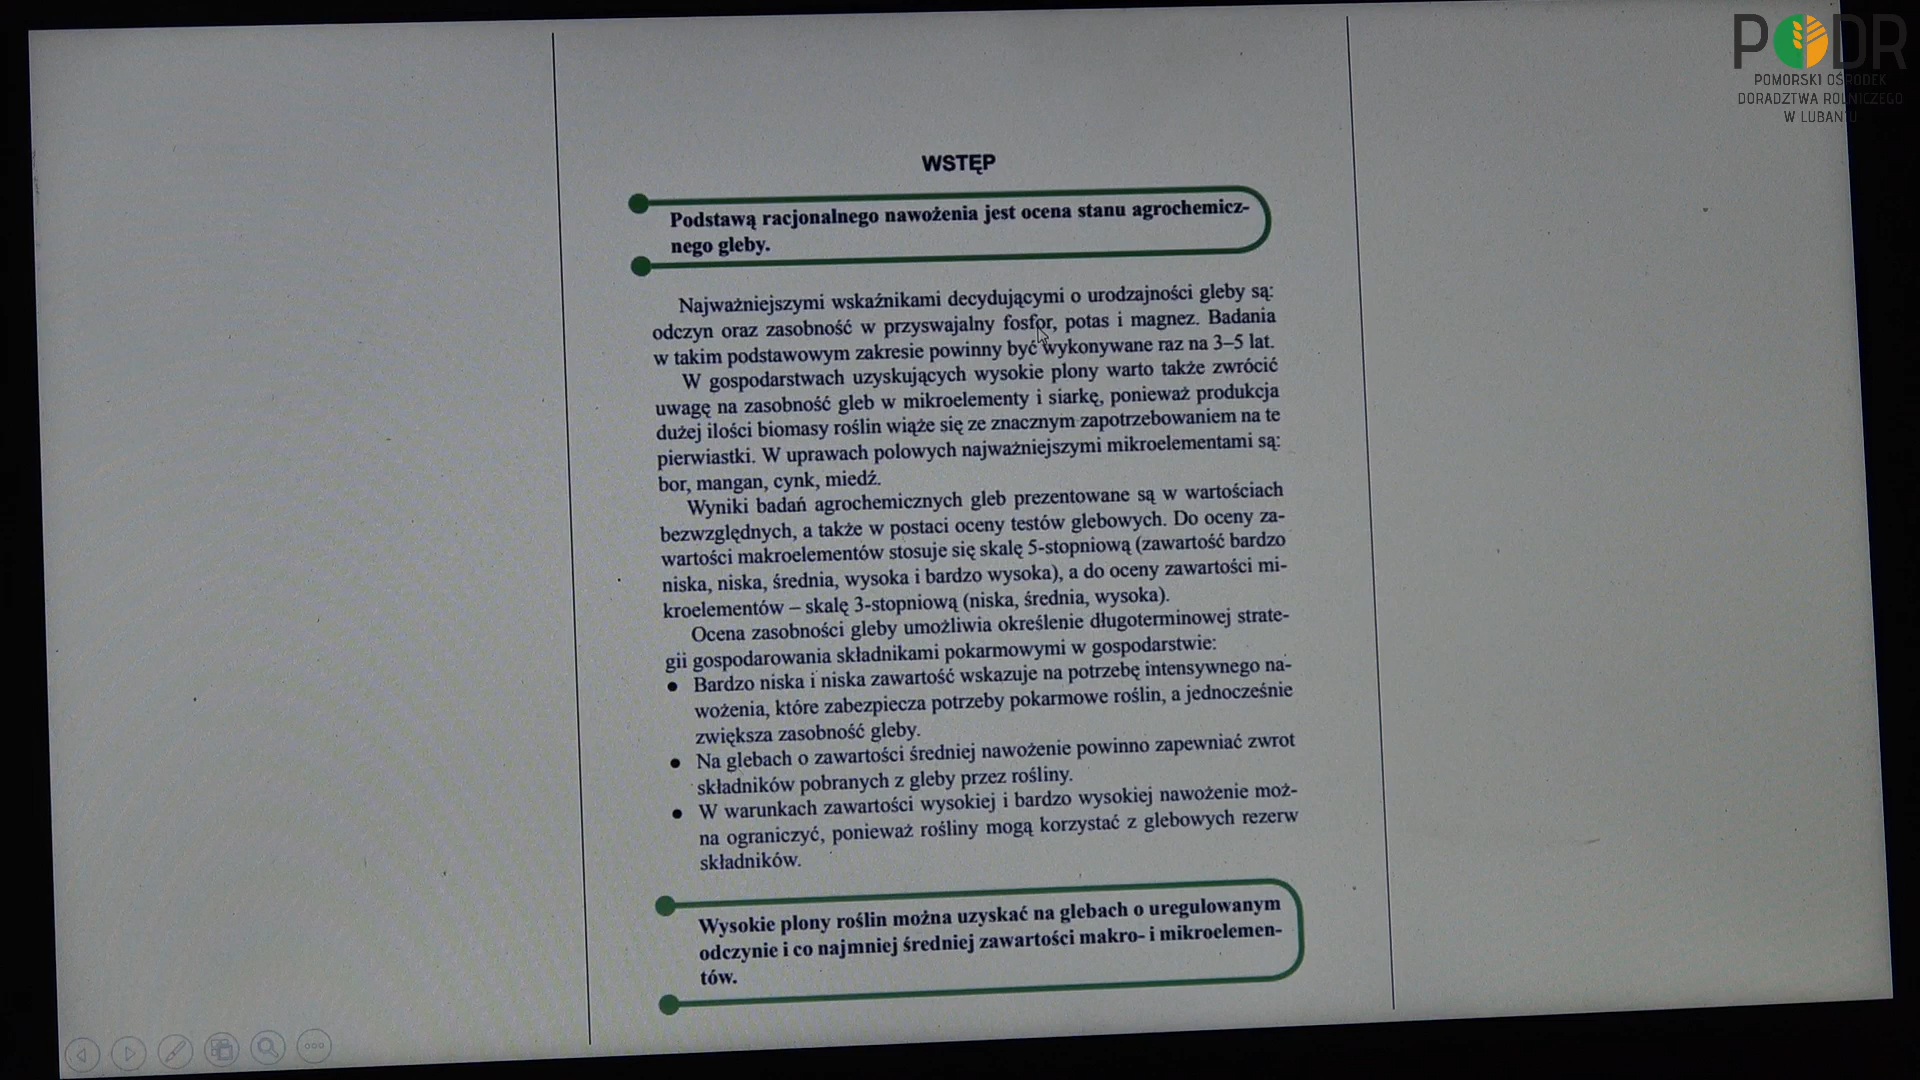 PODR
POMORSKI OŚRODEK
DORADZTWA ROLNICZEGO
W LUBANIU
WSTĘP
Podstawą racjonalnego nawożenia jest ocena stanu agrochemicz-
nego gleby.
Najważniejszymi wskaźnikami decydującymi o urodzajności gleby są:
odczyn oraz zasobność w przyswajalny fosfor, potas i magnez. Badania
w takim podstawowym zakresie powinny być wykonywane raz na 3–5 lat.
W gospodarstwach uzyskujących wysokie plony warto także zwrócić
uwagę na zasobność gleb w mikroelementy i siarkę, ponieważ produkcja
dużej ilości biomasy roślin wiąże się ze znacznym zapotrzebowaniem na te
pierwiastki. W uprawach polowych najważniejszymi mikroelementami są:
bor, mangan, cynk, miedź.
Wyniki badań agrochemicznych gleb prezentowane są w wartościach
bezwzględnych, a także w postaci oceny testów glebowych. Do oceny za-
wartości makroelementów stosuje się skalę 5-stopniową (zawartość bardzo
niska, niska, średnia, wysoka i bardzo wysoka), a do oceny zawartości mi-
kroelementów – skalę 3-stopniową (niska, średnia, wysoka).
Ocena zasobności gleby umożliwia określenie długoterminowej strate-
gii gospodarowania składnikami pokarmowymi w gospodarstwie:
● Bardzo niska i niska zawartość wskazuje na potrzebę intensywnego na-
wożenia, które zabezpiecza potrzeby pokarmowe roślin, a jednocześnie
zwiększa zasobność gleby.
● Na glebach o zawartości średniej nawożenie powinno zapewniać zwrot
składników pobranych z gleby przez rośliny.
● W warunkach zawartości wysokiej i bardzo wysokiej nawożenie moż-
na ograniczyć, ponieważ rośliny mogą korzystać z glebowych rezerw
składników.
Wysokie plony roślin można uzyskać na glebach o uregulowanym
odczynie i co najmniej średniej zawartości makro- i mikroelemen-
tów.